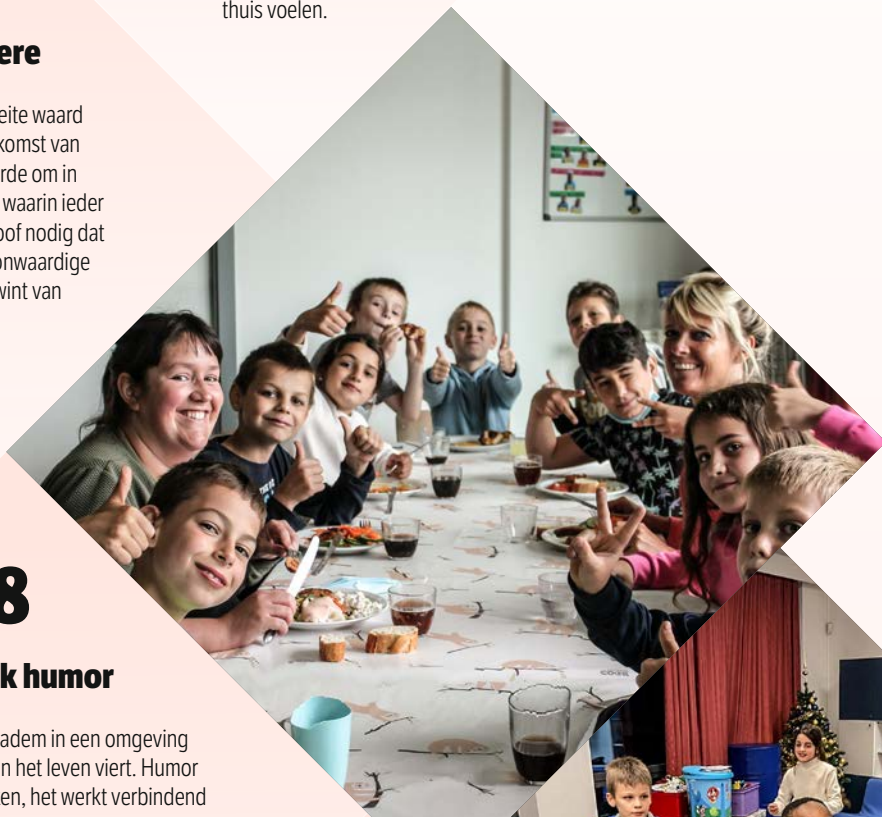 thuis voelen.
ere
eite waard
komst van
rde om in
waarin ieder
oof nodig dat
onwaardige
wint van
8
k humor
adem in een omgeving
n het leven viert. Humor
en, het werkt verbindend